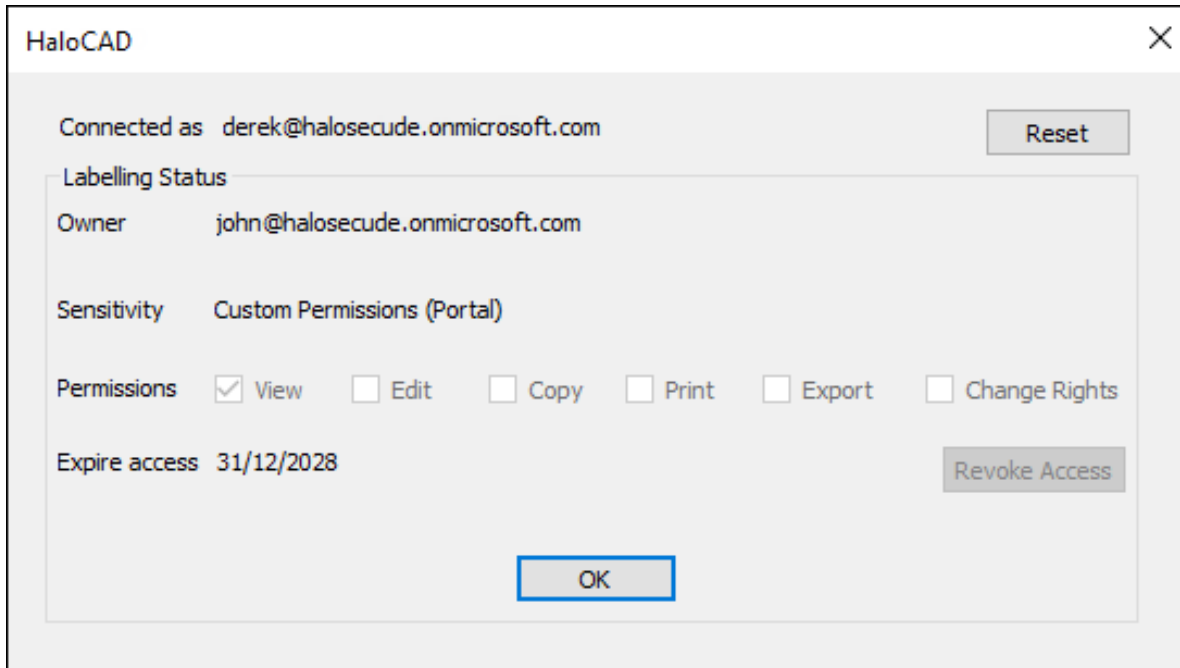 HaloCAD
Connected as derek@halosecude.onmicrosoft.com
Reset
Labelling Status
Owner john@halosecude.onmicrosoft.com
Sensitivity Custom Permissions (Portal)
Permissions View Edit Copy Print Export Change Rights
Expire access 31/12/2028
Revoke Access
OK